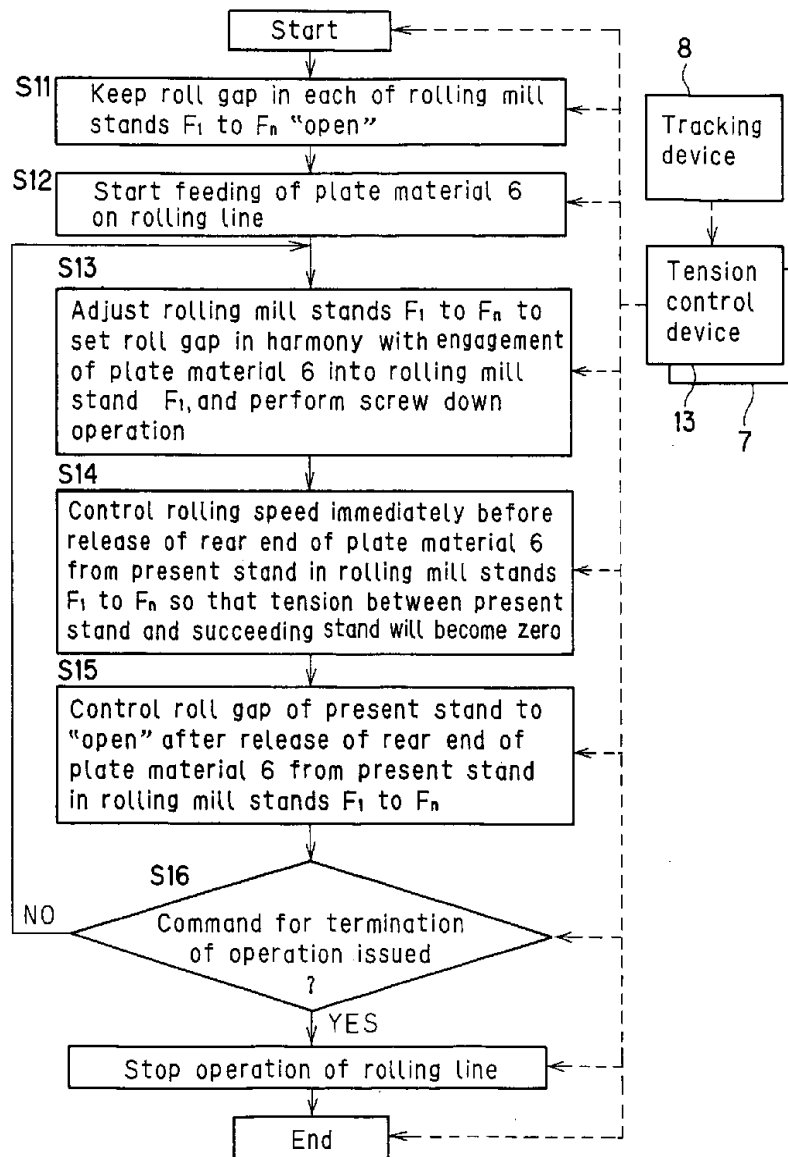 Start
S11
Keep roll gap in each of rolling mill
stands F1 to Fn "open"
S12
Start feeding of plate material 6
on rolling line
S13
Adjust rolling mill stands F1 to Fn to
set roll gap in harmony with engagement
of plate material 6 into rolling mill
stand F1, and perform screw down
operation
S14
Control rolling speed immediately before
release of rear end of plate material 6
from present stand in rolling mill stands
F1 to Fn so that tension between present
stand and succeeding stand will become zero
S15
Control roll gap of present stand to
"open" after release of rear end of
plate material 6 from present stand
in rolling mill stands F1 to Fn
S16
NO
Command for termination
of operation issued
?
YES
Stop operation of rolling line
End
8
Tracking
device
Tension
control
device
13
7